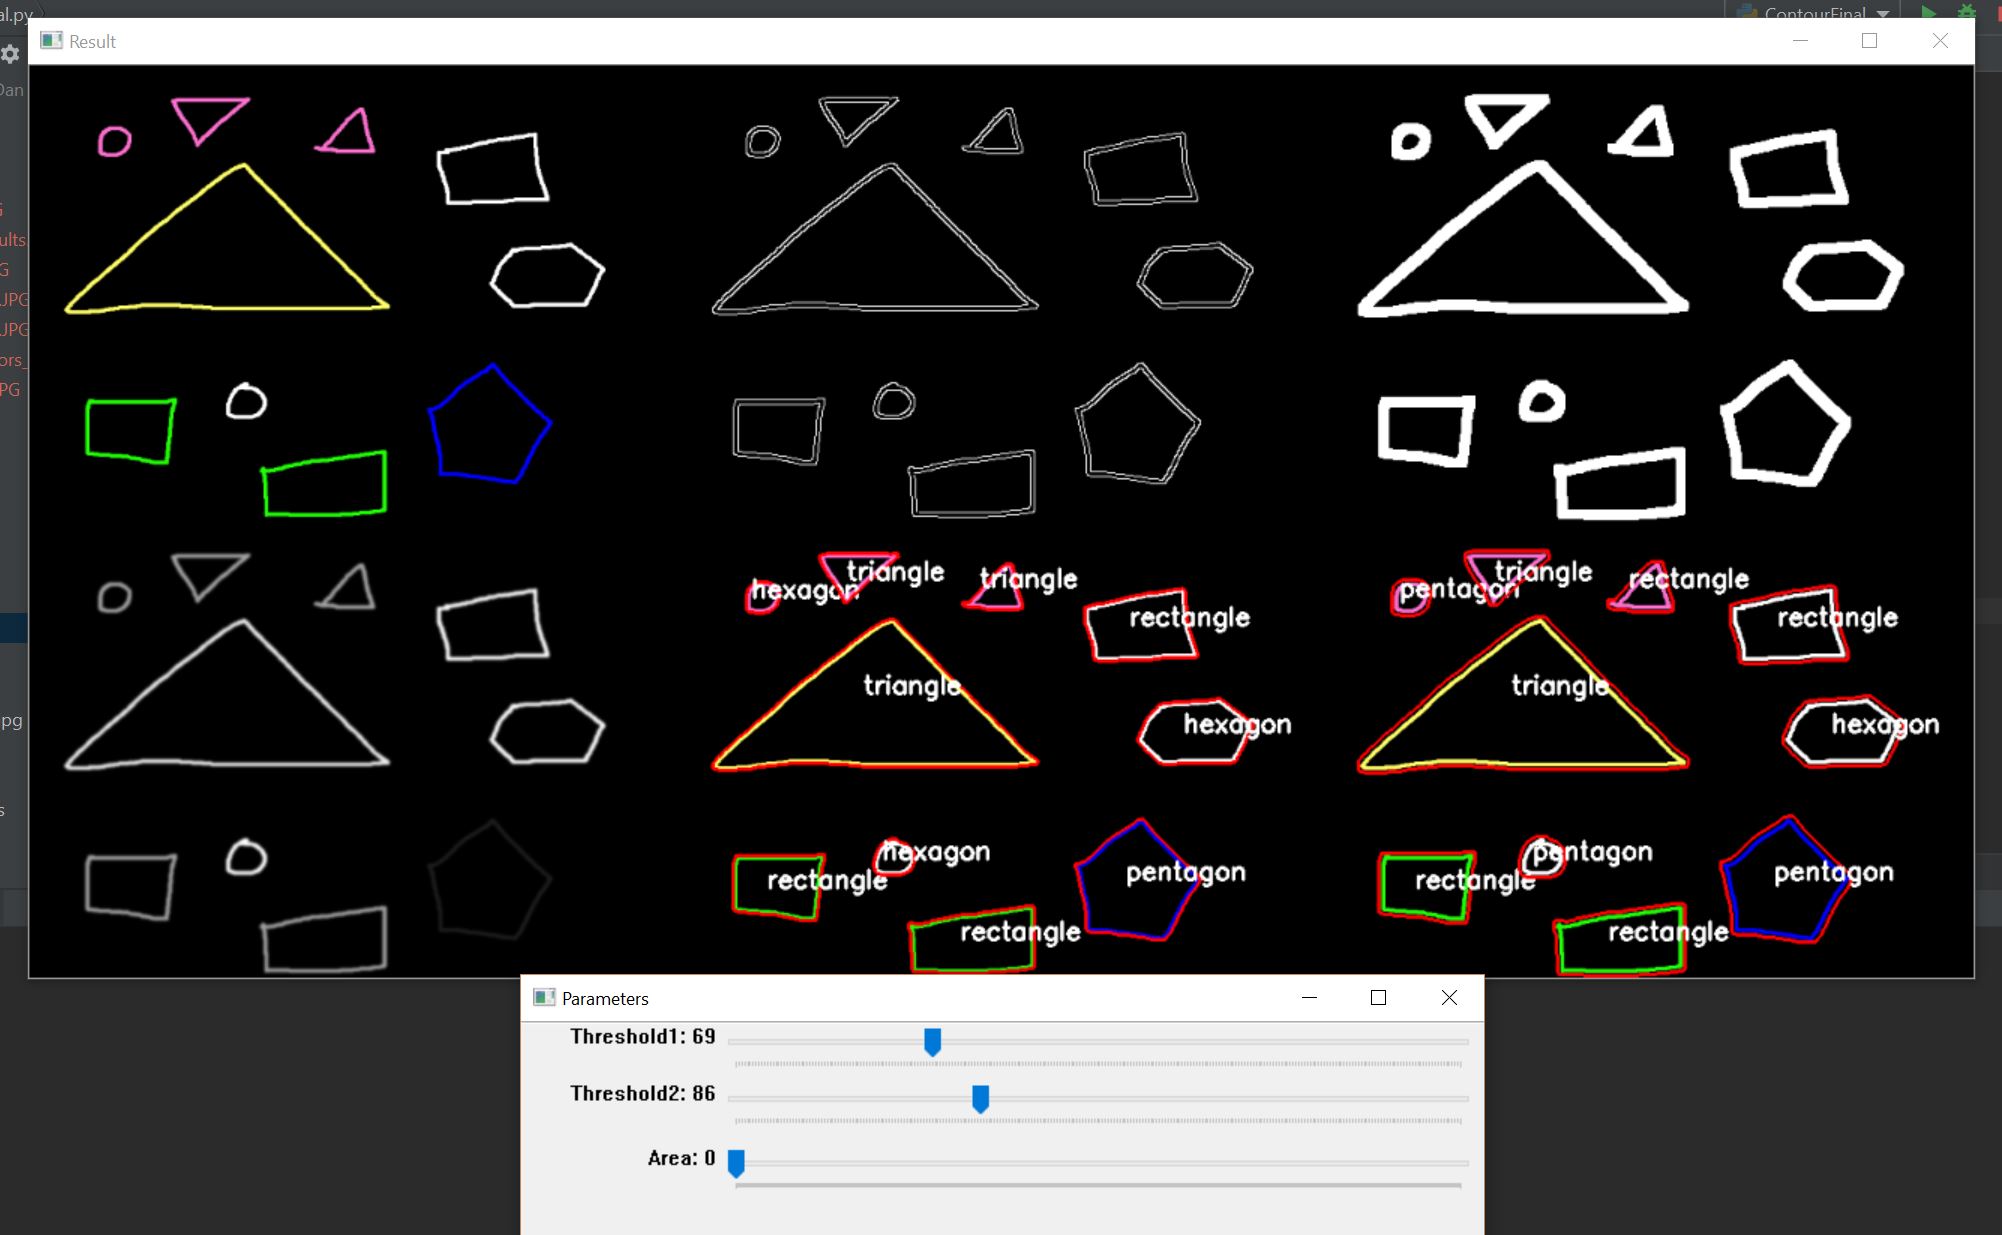 al.py
ContourFinal
Result
Dan
G
ults
G
.JPG
.JPG
ors_
PG
hexagon
triangle
triangle
rectangle
triangle
hexagon
rectangle
hexagon
pentagon
rectangle
pentagon
triangle
rectangle
rectangle
triangle
hexagon
rectangle
pentagon
pentagon
rectangle
pg
s
Parameters
Threshold1: 69
Threshold2: 86
Area: 0